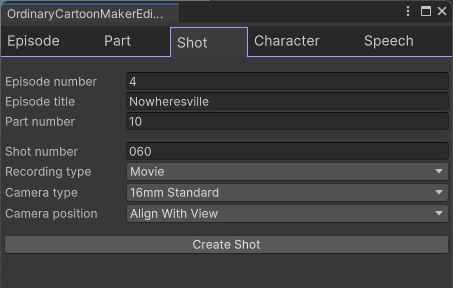 OrdinaryCartoonMakerEdi...
Episode Part Shot Character Speech
Episode number 4
Episode title Nowheresville
Part number 10
Shot number 060
Recording type Movie
Camera type 16mm Standard
Camera position Align With View
Create Shot